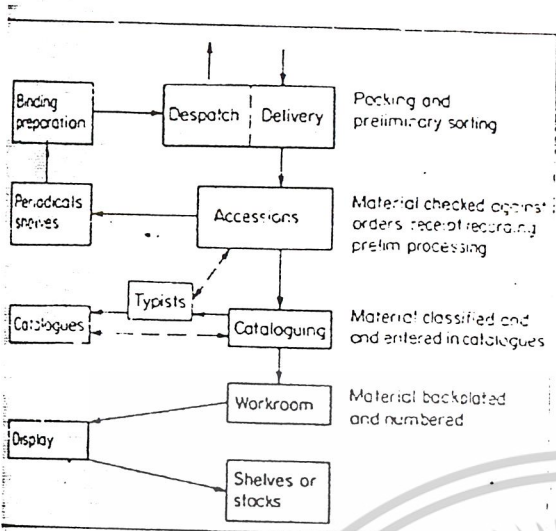 Binding
preparation
Despatch
Delivery
Packing and
preliminary sorting
Periodicals
shelves
Accessions
Material checked against
orders, receipt recording
prelim processing
Typists
Catalogues
Cataloguing
Material classified and
and entered in catalogues
Workroom
Material backplated
and numbered
Display
Shelves or
stacks